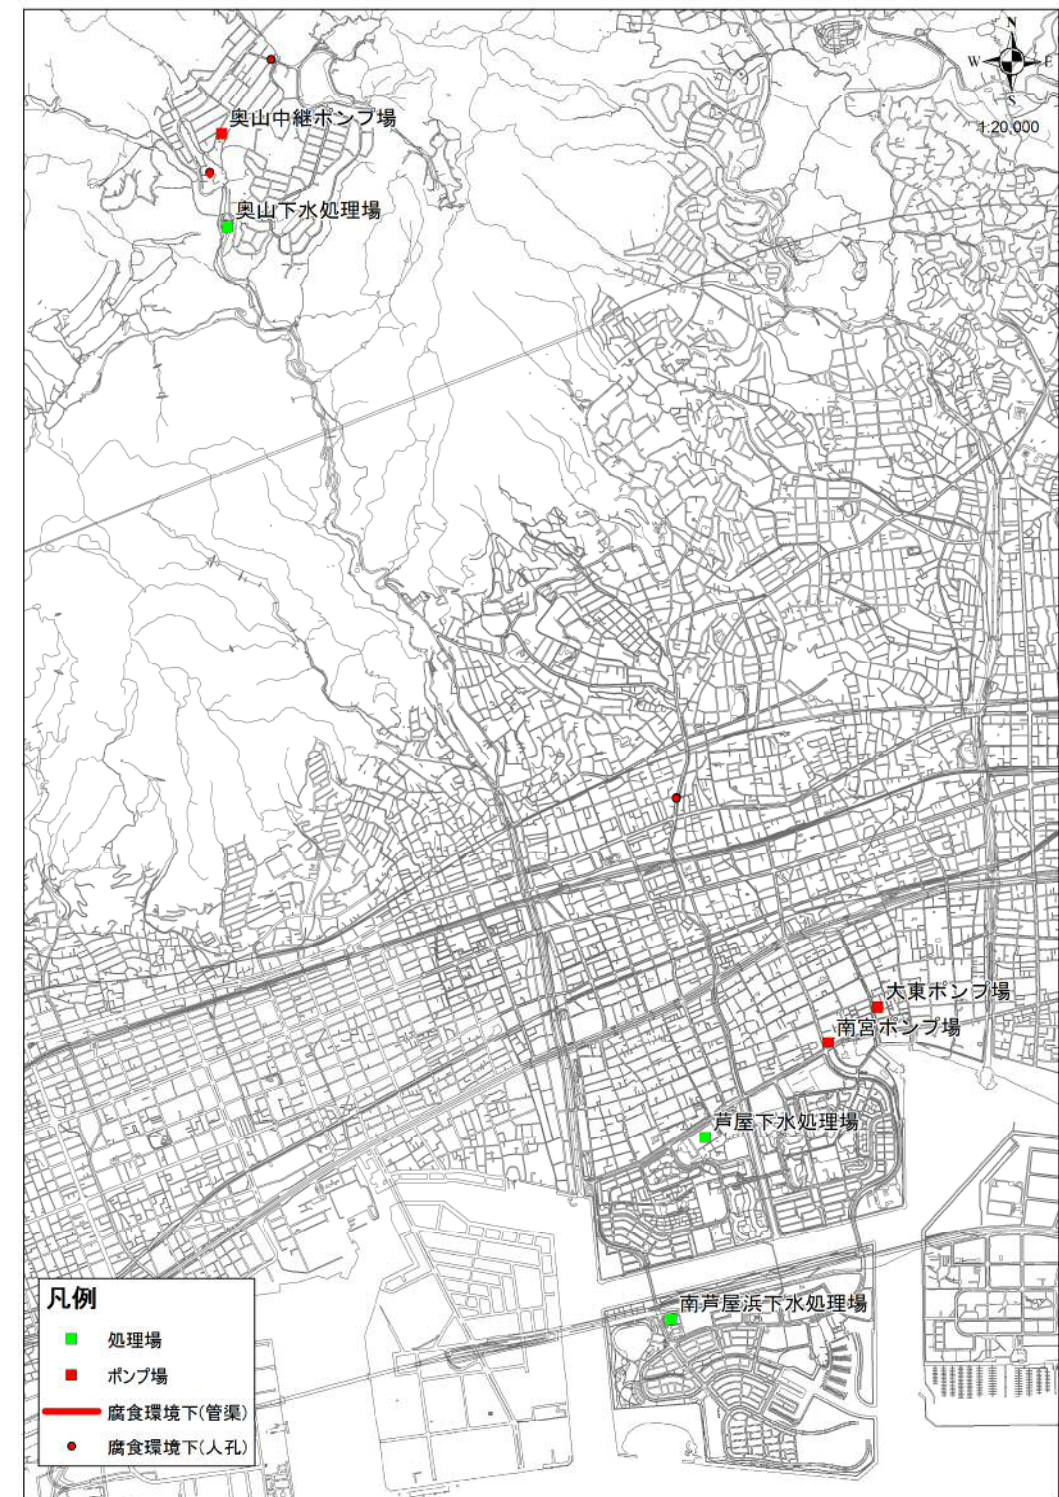 N
W
E
S
1:20,000
奥山中継ポンプ場
奥山下水処理場
大東ポンプ場
南宮ポンプ場
芦屋下水処理場
南芦屋浜下水処理場
凡例
処理場
ポンプ場
腐食環境下(管渠)
腐食環境下(人孔)